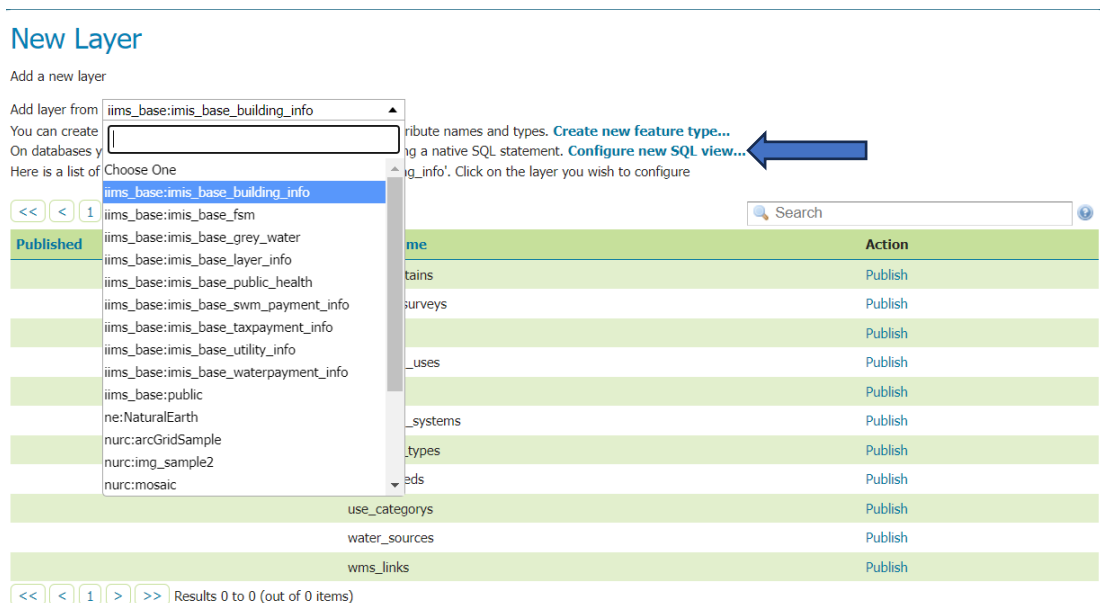 New Layer
Add a new layer
Add layer from iims_base:imis_base_building_info
You can create ribute names and types. Create new feature type...
On databases y ng a native SQL statement. Configure new SQL view...
Here is a list of g_info'. Click on the layer you wish to configure
Choose One
iims_base:imis_base_building_info
iims_base:imis_base_fsm
iims_base:imis_base_grey_water
iims_base:imis_base_layer_info
iims_base:imis_base_public_health
iims_base:imis_base_swm_payment_info
iims_base:imis_base_taxpayment_info
iims_base:imis_base_utility_info
iims_base:imis_base_waterpayment_info
iims_base:public
ne:NaturalEarth
nurc:arcGridSample
nurc:img_sample2
nurc:mosaic
<< < 1 Search
Published me Action
tains Publish
surveys Publish
Publish
_uses Publish
Publish
_systems Publish
_types Publish
eds Publish
use_categorys Publish
water_sources Publish
wms_links Publish
<< < 1 > >> Results 0 to 0 (out of 0 items)